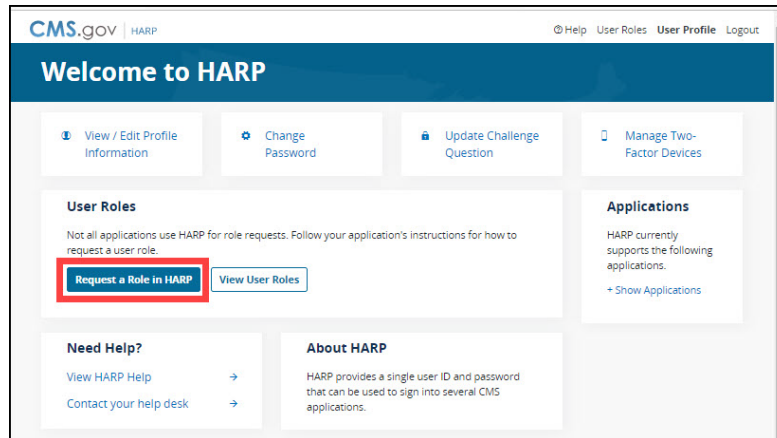 CMS.gov | HARP
Help User Roles User Profile Logout
Welcome to HARP
View / Edit Profile
Information
Change
Password
Update Challenge
Question
Manage Two-
Factor Devices
User Roles
Not all applications use HARP for role requests. Follow your application's instructions for how to
request a user role.
Request a Role in HARP
View User Roles
Applications
HARP currently
supports the following
applications.
+ Show Applications
Need Help?
View HARP Help →
Contact your help desk →
About HARP
HARP provides a single user ID and password
that can be used to sign into several CMS
applications.